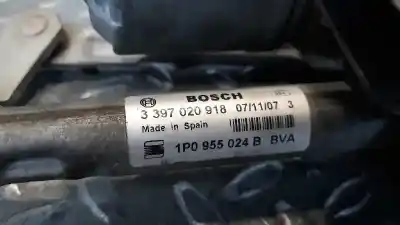 BOSCH
3 397 020 918 07/11/07 3
Made in Spain
1P0 955 024 B BVA